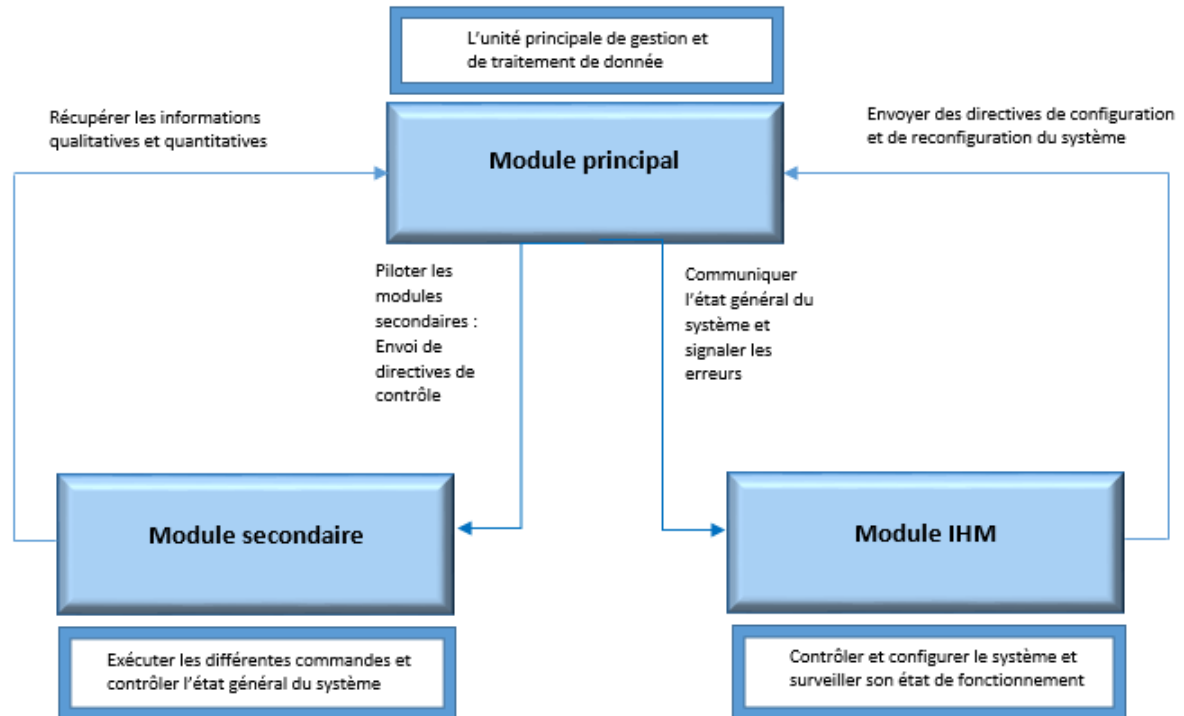 L'unité principale de gestion et
de traitement de donnée
Récupérer les informations
qualitatives et quantitatives
Envoyer des directives de configuration
et de reconfiguration du système
Module principal
Piloter les
modules
secondaires :
Envoi de
directives de
contrôle
Communiquer
l'état général du
système et
signaler les
erreurs
Module secondaire
Module IHM
Exécuter les différentes commandes et
contrôler l'état général du système
Contrôler et configurer le système et
surveiller son état de fonctionnement